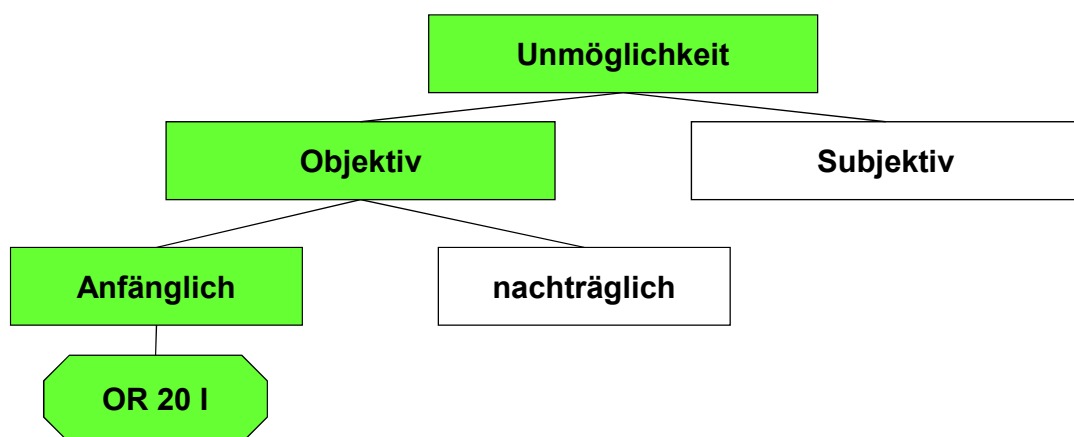 Unmöglichkeit
Objektiv
Subjektiv
Anfänglich
nachträglich
OR 20 I